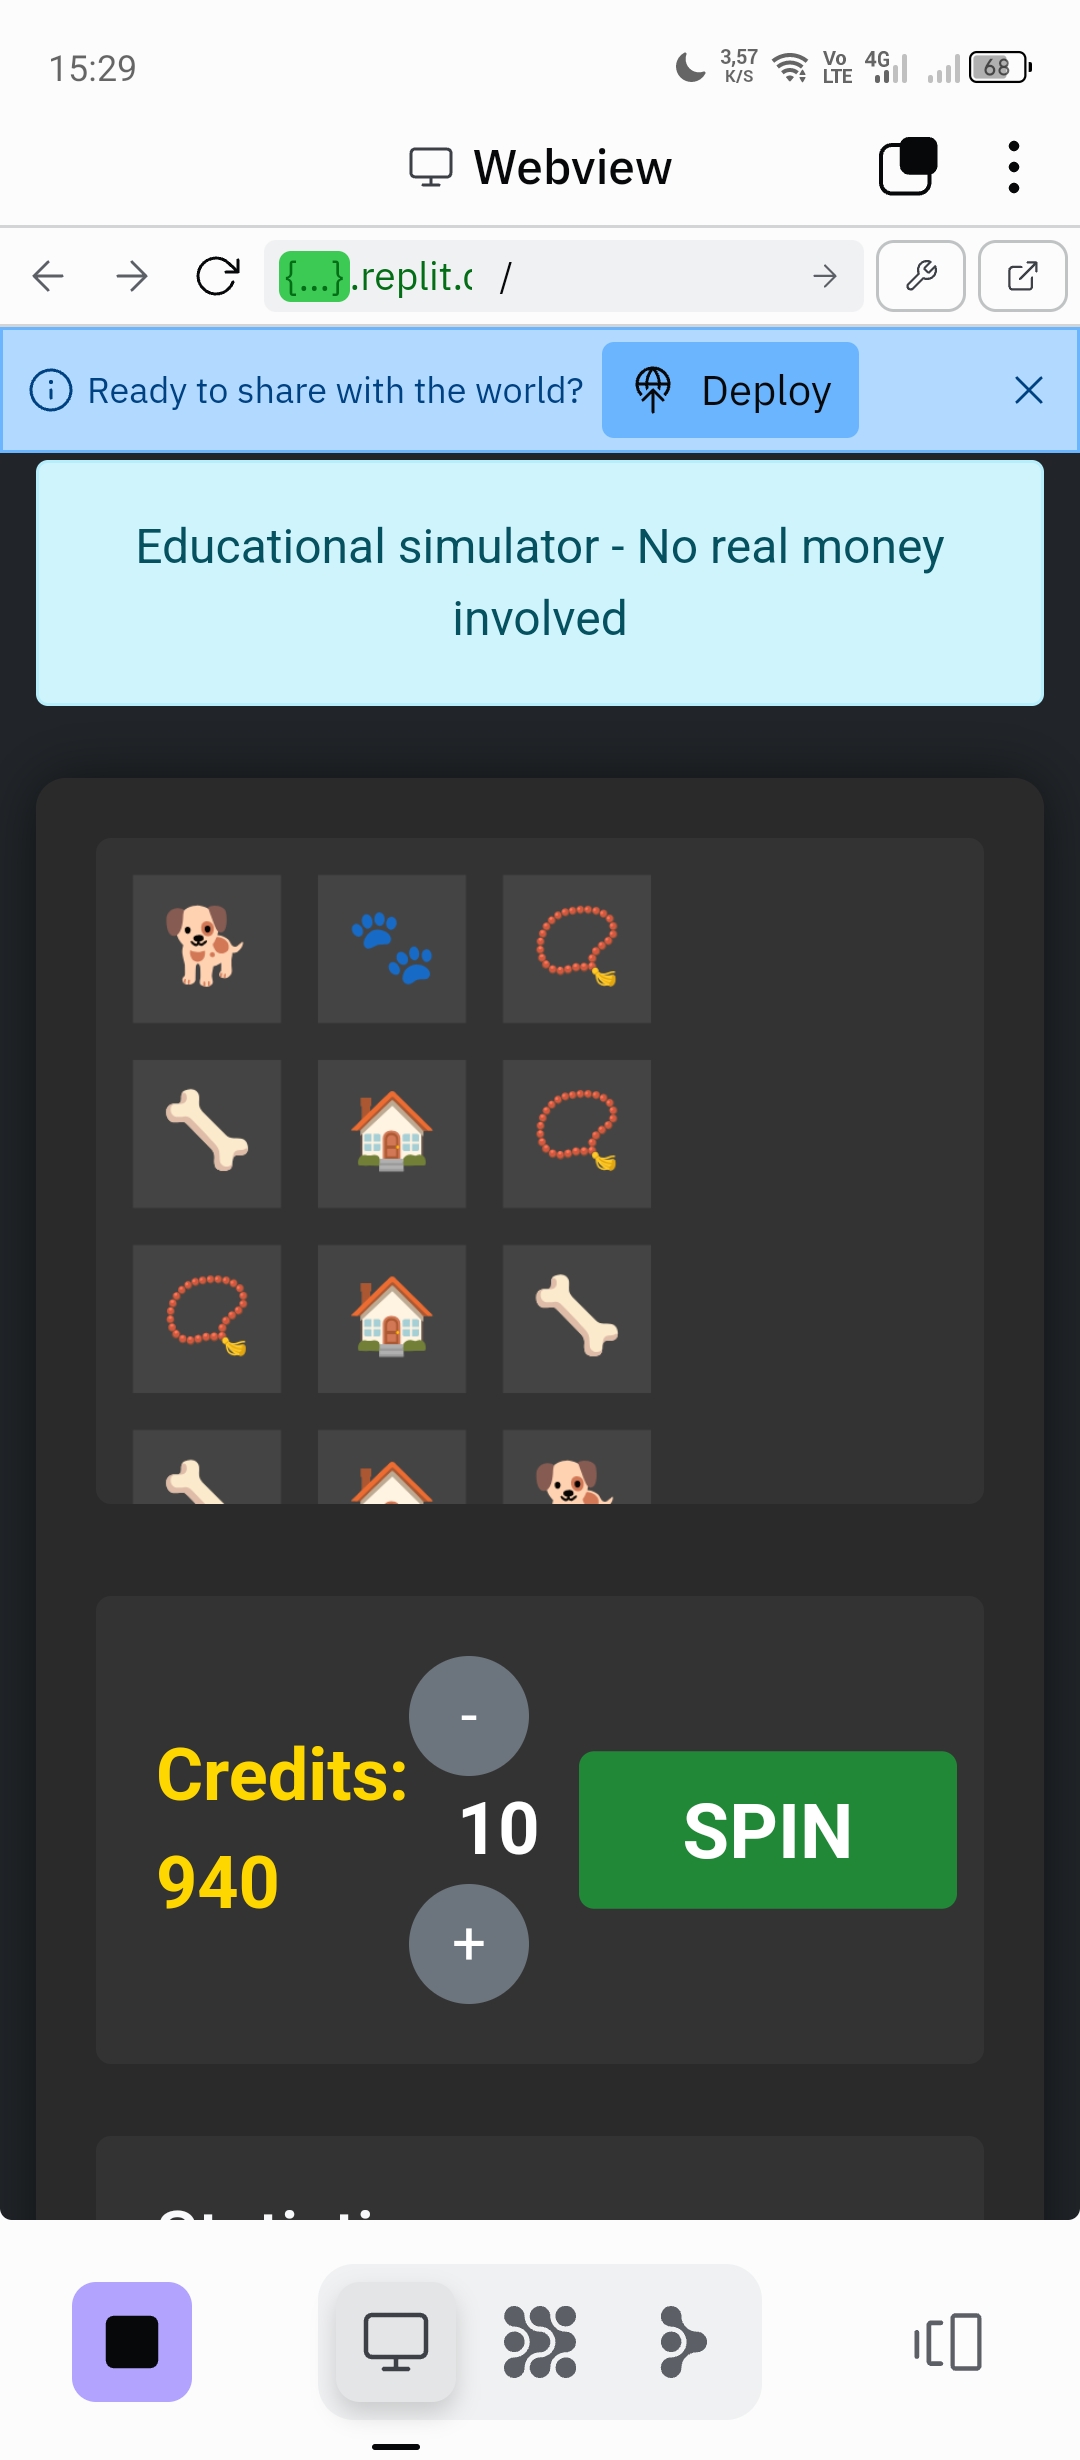 15:29
3,57
K/S
Vo
LTE
4G
68
Webview
{...}.replit.c /
Ready to share with the world?
Deploy
Educational simulator - No real money
involved
-
Credits:
940
10
SPIN
+